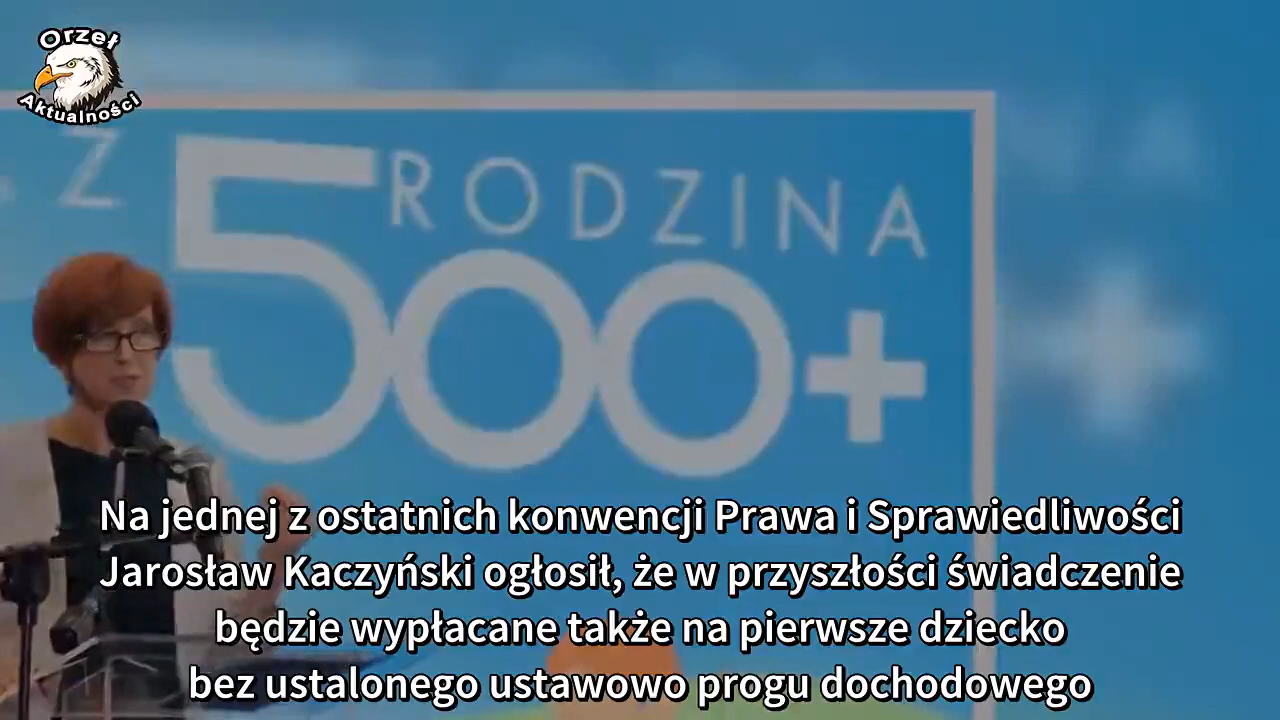 Orzeł
Aktualności
Z
RODZINA
500+
Na jednej z ostatnich konwencji Prawa i Sprawiedliwości
Jarosław Kaczyński ogłosił, że w przyszłości świadczenie
będzie wypłacane także na pierwsze dziecko
bez ustalonego ustawowo progu dochodowego